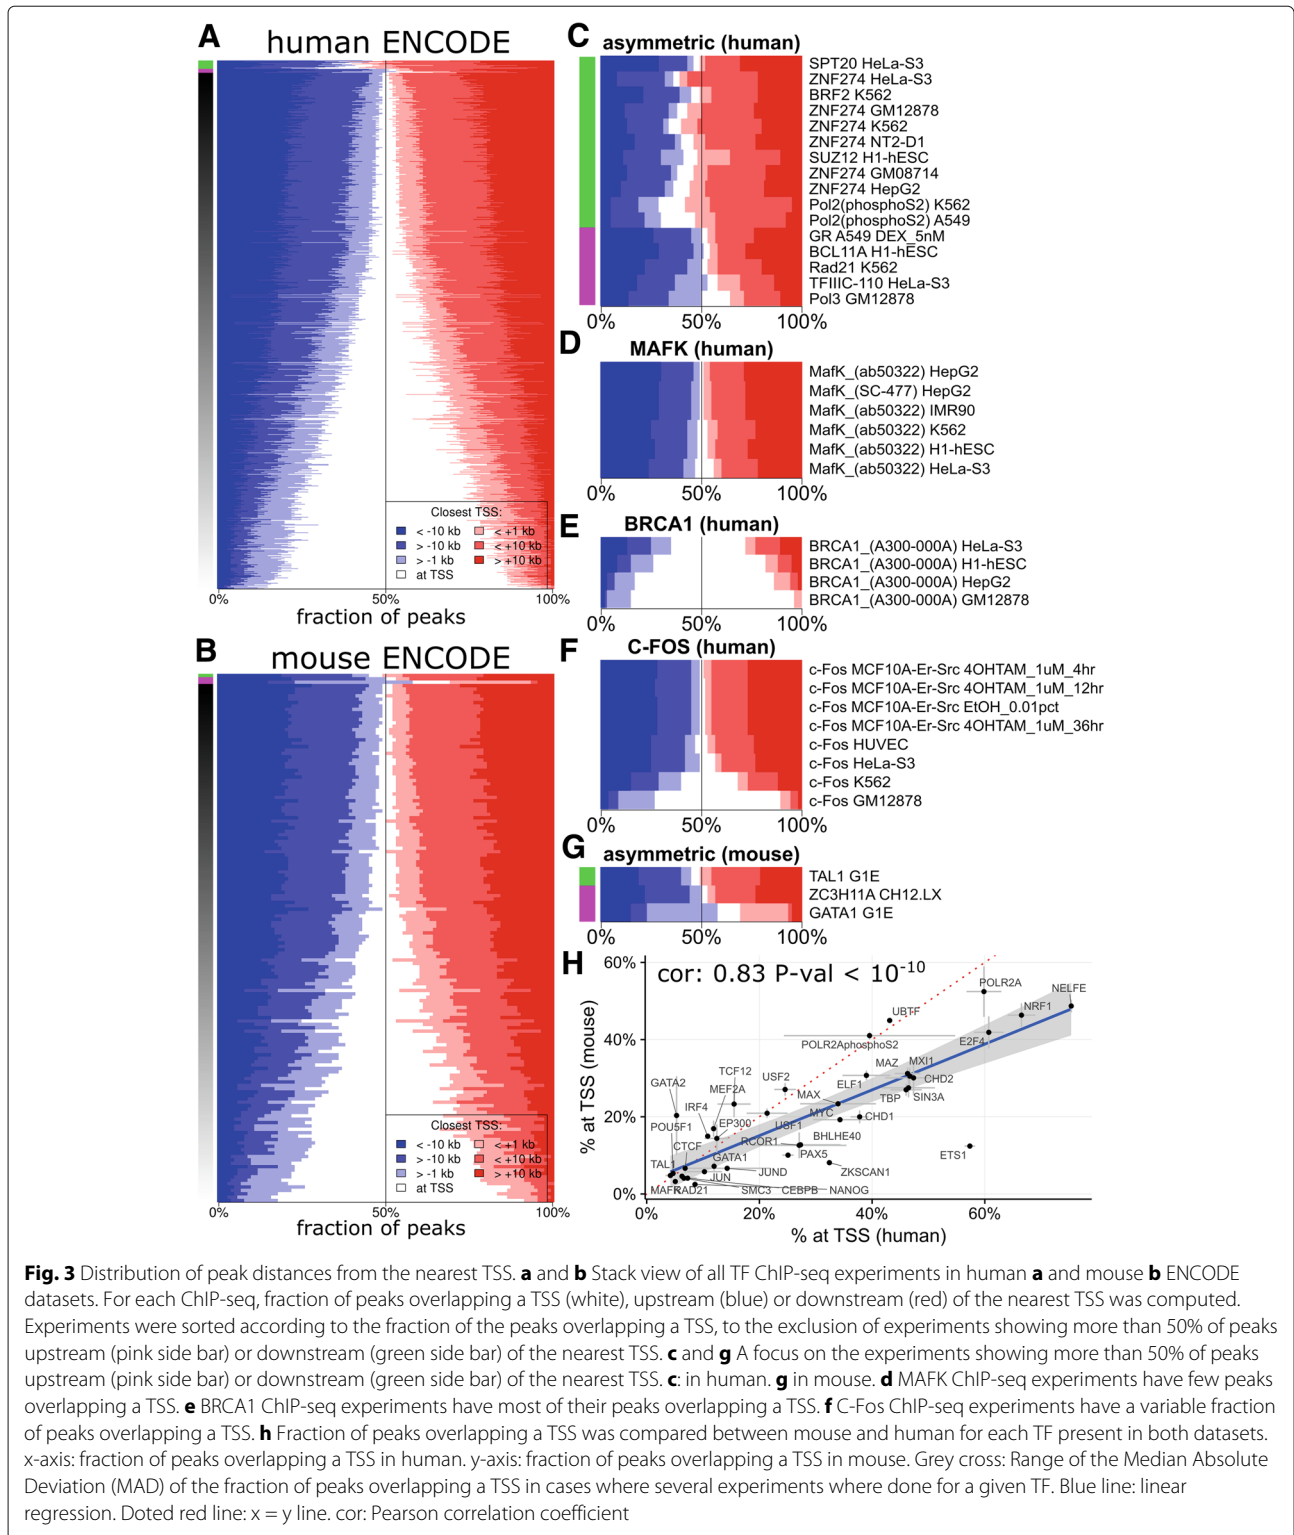 A
human ENCODE
Closest TSS:
< -10 kb
< +1 kb
> -10 kb
< +10 kb
> -1 kb
> +10 kb
at TSS
0%
50%
100%
fraction of peaks
B
mouse ENCODE
Closest TSS:
< -10 kb
< +1 kb
> -10 kb
< +10 kb
> -1 kb
> +10 kb
at TSS
0%
50%
100%
fraction of peaks
C
asymmetric (human)
SPT20 HeLa-S3
ZNF274 HeLa-S3
BRF2 K562
ZNF274 GM12878
ZNF274 K562
ZNF274 NT2-D1
SUZ12 H1-hESC
ZNF274 GM08714
ZNF274 HepG2
Pol2(phosphoS2) K562
Pol2(phosphoS2) A549
GR A549 DEX_5nM
BCL11A H1-hESC
Rad21 K562
TFIIIC-110 HeLa-S3
Pol3 GM12878
0%
50%
100%
D
MAFK (human)
MafK_(ab50322) HepG2
MafK_(SC-477) HepG2
MafK_(ab50322) IMR90
MafK_(ab50322) K562
MafK_(ab50322) H1-hESC
MafK_(ab50322) HeLa-S3
0%
50%
100%
E
BRCA1 (human)
BRCA1_(A300-000A) HeLa-S3
BRCA1_(A300-000A) H1-hESC
BRCA1_(A300-000A) HepG2
BRCA1_(A300-000A) GM12878
0%
50%
100%
F
C-FOS (human)
c-Fos MCF10A-Er-Src 4OHTAM_1uM_4hr
c-Fos MCF10A-Er-Src 4OHTAM_1uM_12hr
c-Fos MCF10A-Er-Src EtOH_0.01pct
c-Fos MCF10A-Er-Src 4OHTAM_1uM_36hr
c-Fos HUVEC
c-Fos HeLa-S3
c-Fos K562
c-Fos GM12878
0%
50%
100%
G
asymmetric (mouse)
TAL1 G1E
ZC3H11A CH12.LX
GATA1 G1E
0%
50%
100%
H
cor: 0.83 P-val < 10-10
% at TSS (mouse)
60%
40%
20%
0%
POLR2A
NELFE
NRF1
UBTF
E2F4
POLR2AphosphoS2
MAZ
MXI1
TCF12
USF2
ELF1
CHD2
GATA2
MEF2A
MAX
TBP
SIN3A
IRF4
MYC
CHD1
POU5F1
EP300
USF1
CTCF
RCOR1
BHLHE40
ETS1
GATA1
PAX5
TAL1
JUN
JUND
ZKSCAN1
MAFK
RAD21
SMC3
CEBPB
NANOG
0%
20%
40%
60%
% at TSS (human)
Fig. 3 Distribution of peak distances from the nearest TSS. a and b Stack view of all TF ChIP-seq experiments in human a and mouse b ENCODE
datasets. For each ChIP-seq, fraction of peaks overlapping a TSS (white), upstream (blue) or downstream (red) of the nearest TSS was computed.
Experiments were sorted according to the fraction of the peaks overlapping a TSS, to the exclusion of experiments showing more than 50% of peaks
upstream (pink side bar) or downstream (green side bar) of the nearest TSS. c and g A focus on the experiments showing more than 50% of peaks
upstream (pink side bar) or downstream (green side bar) of the nearest TSS. c: in human. g in mouse. d MAFK ChIP-seq experiments have few peaks
overlapping a TSS. e BRCA1 ChIP-seq experiments have most of their peaks overlapping a TSS. f C-Fos ChIP-seq experiments have a variable fraction
of peaks overlapping a TSS. h Fraction of peaks overlapping a TSS was compared between mouse and human for each TF present in both datasets.
x-axis: fraction of peaks overlapping a TSS in human. y-axis: fraction of peaks overlapping a TSS in mouse. Grey cross: Range of the Median Absolute
Deviation (MAD) of the fraction of peaks overlapping a TSS in cases where several experiments where done for a given TF. Blue line: linear
regression. Doted red line: x = y line. cor: Pearson correlation coefficient